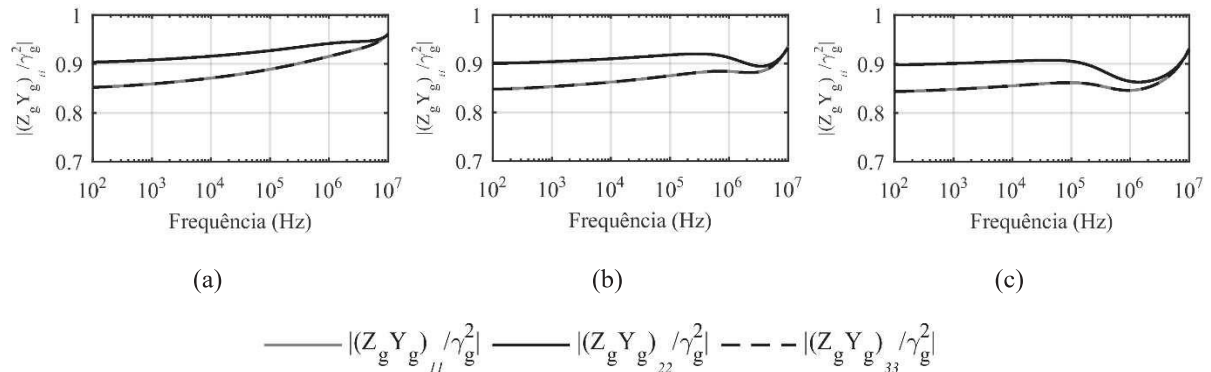 |(Z_g Y_g)_ii /γ_g^2|
1
0.9
0.8
0.7
10^2 10^3 10^4 10^5 10^6 10^7
Frequência (Hz)
(a)
|(Z_g Y_g)_ii /γ_g^2|
1
0.9
0.8
0.7
10^2 10^3 10^4 10^5 10^6 10^7
Frequência (Hz)
(b)
|(Z_g Y_g)_ii /γ_g^2|
1
0.9
0.8
0.7
10^2 10^3 10^4 10^5 10^6 10^7
Frequência (Hz)
(c)
|(Z_g Y_g)_11 /γ_g^2| |(Z_g Y_g)_22 /γ_g^2| |(Z_g Y_g)_33 /γ_g^2|